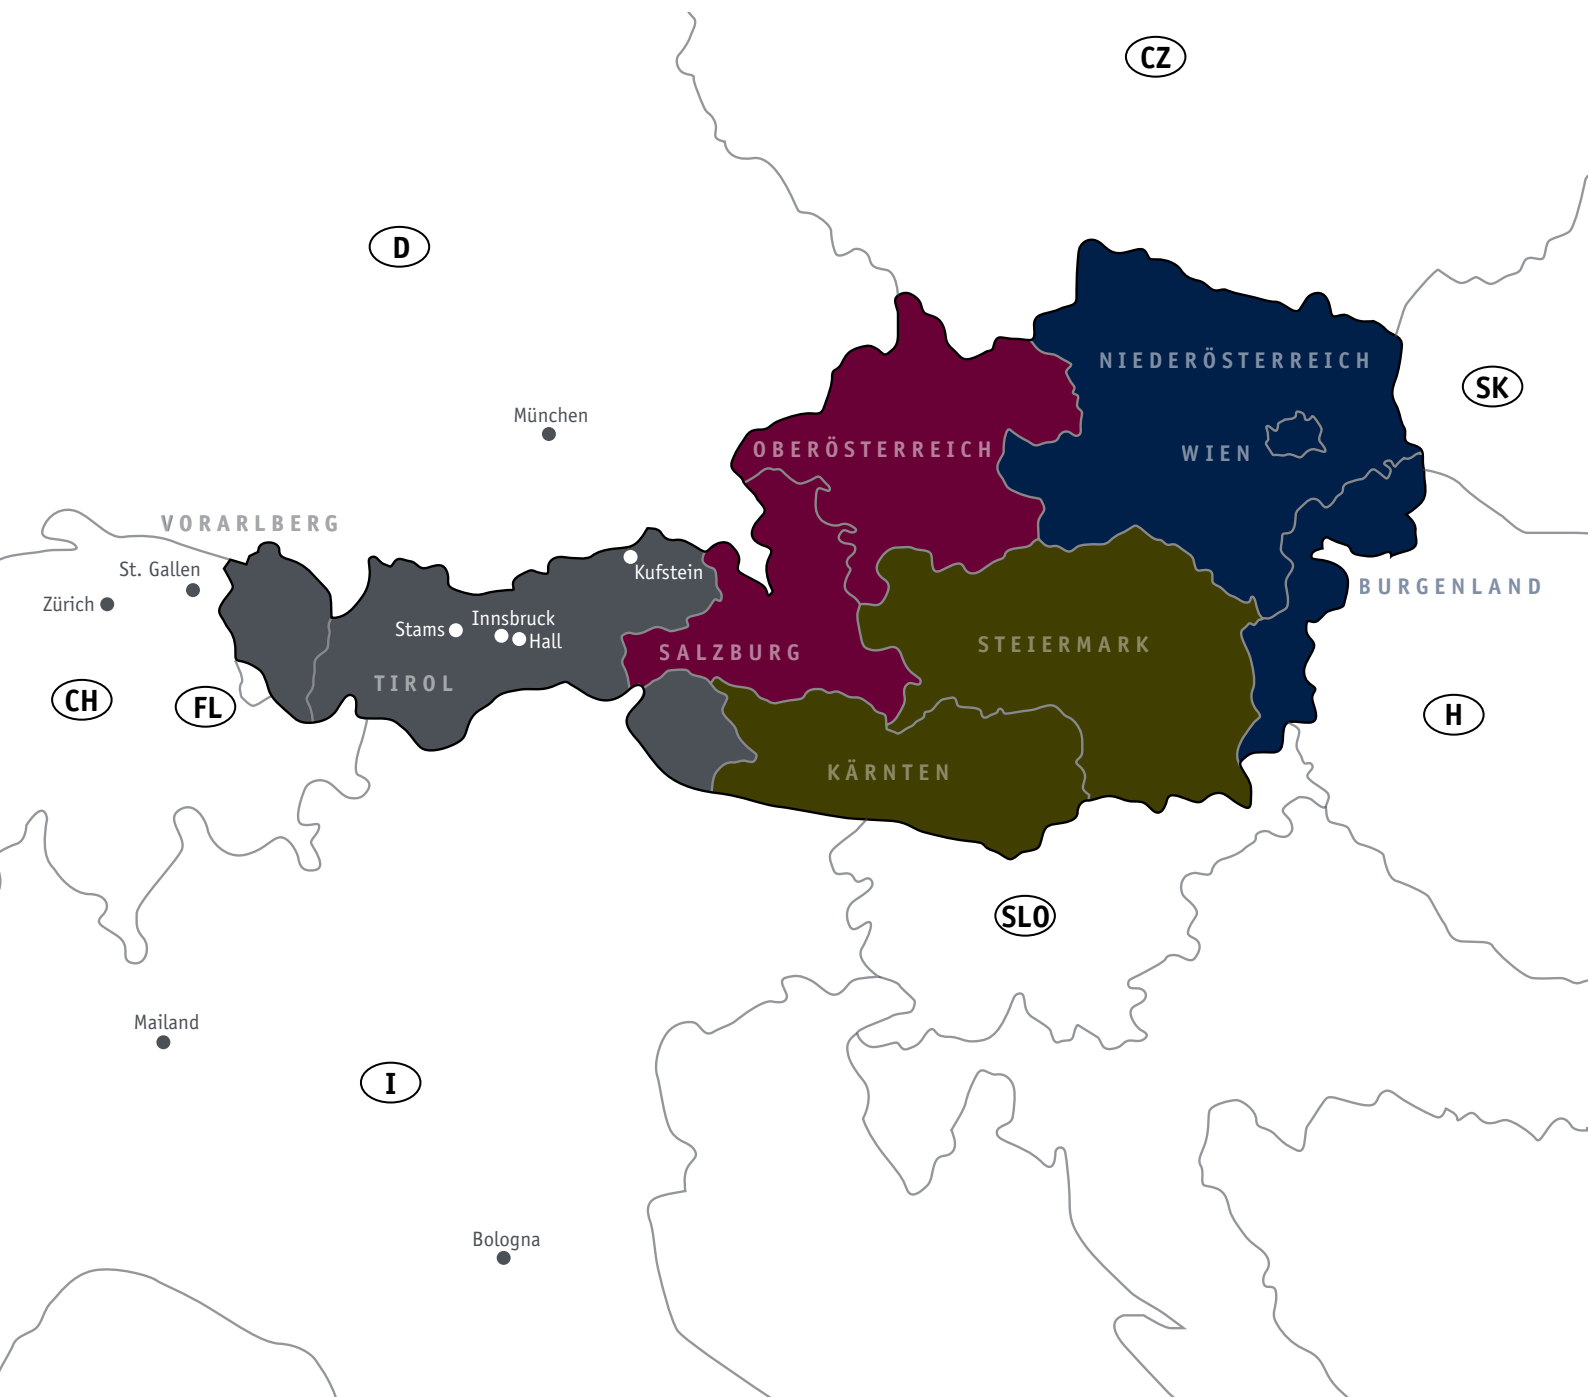 CZ
D
NIEDERÖSTERREICH
SK
München
OBERÖSTERREICH
WIEN
VORARLBERG
St. Gallen
Kufstein
BURGENLAND
Zürich
Innsbruck
Stams
Hall
STEIERMARK
SALZBURG
TIROL
CH
FL
H
KÄRNTEN
SLO
Mailand
I
Bologna